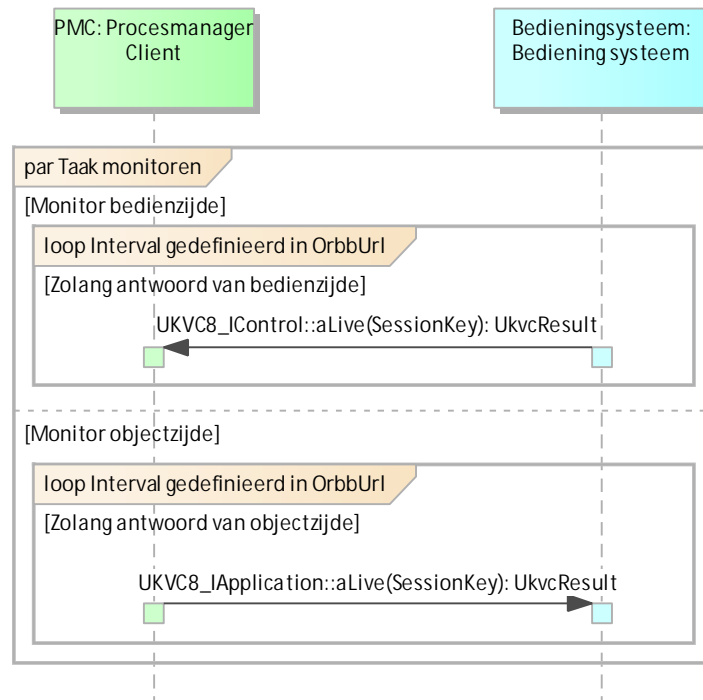 PMC: Procesmanager
Client
Bedieningsysteem:
Bediening systeem
par Taak monitoren
[Monitor bedienzijde]
loop Interval gedefinieerd in OrbbUrl
[Zolang antwoord van bedienzijde]
UKVC8_IControl::aLive(SessionKey): UkvcResult
[Monitor objectzijde]
loop Interval gedefinieerd in OrbbUrl
[Zolang antwoord van objectzijde]
UKVC8_IApplication::aLive(SessionKey): UkvcResult